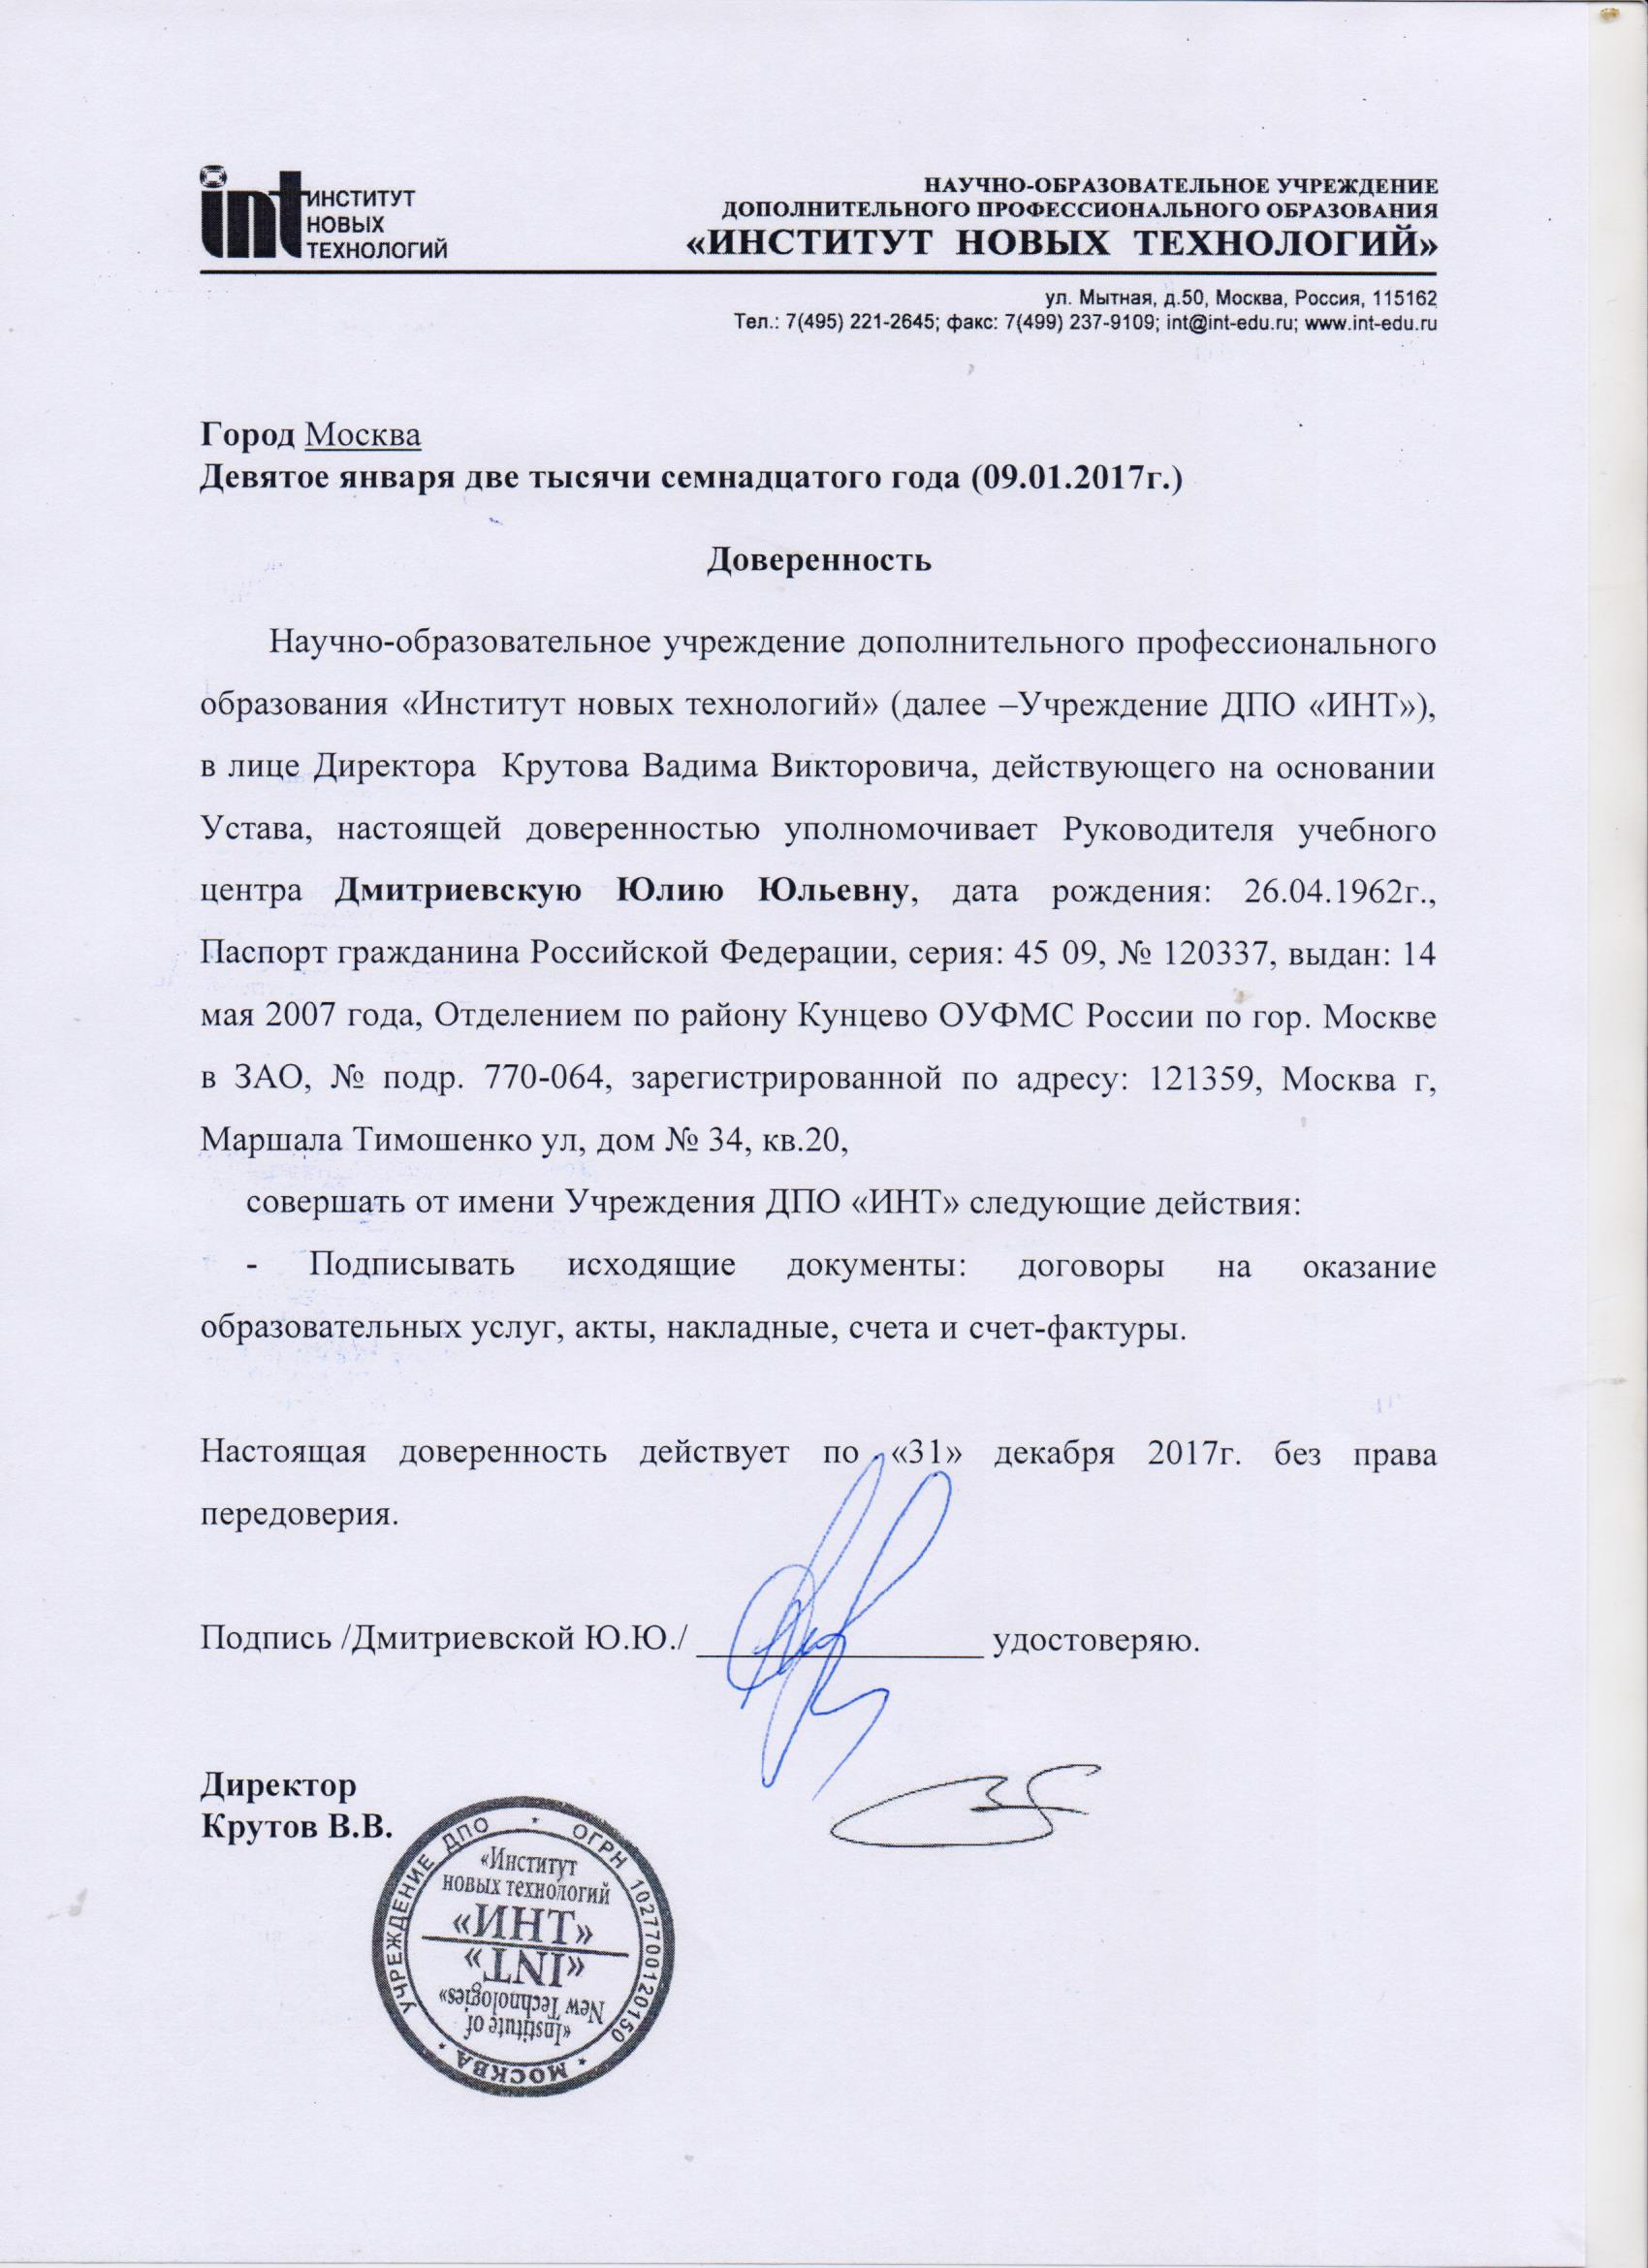 int ИНСТИТУТ
НОВЫХ
ТЕХНОЛОГИЙ
НАУЧНО-ОБРАЗОВАТЕЛЬНОЕ УЧРЕЖДЕНИЕ
ДОПОЛНИТЕЛЬНОГО ПРОФЕССИОНАЛЬНОГО ОБРАЗОВАНИЯ
«ИНСТИТУТ НОВЫХ ТЕХНОЛОГИЙ»
ул. Мытная, д.50, Москва, Россия, 115162
Тел.: 7(495) 221-2645; факс: 7(499) 237-9109; int@int-edu.ru; www.int-edu.ru
Город Москва
Девятое января две тысячи семнадцатого года (09.01.2017г.)
Доверенность
Научно-образовательное учреждение дополнительного профессионального
образования «Институт новых технологий» (далее –Учреждение ДПО «ИНТ»),
в лице Директора Крутова Вадима Викторовича, действующего на основании
Устава, настоящей доверенностью уполномочивает Руководителя учебного
центра Дмитриевскую Юлию Юльевну, дата рождения: 26.04.1962г.,
Паспорт гражданина Российской Федерации, серия: 45 09, № 120337, выдан: 14
мая 2007 года, Отделением по району Кунцево ОУФМС России по гор. Москве
в ЗАО, № подр. 770-064, зарегистрированной по адресу: 121359, Москва г,
Маршала Тимошенко ул, дом № 34, кв.20,
совершать от имени Учреждения ДПО «ИНТ» следующие действия:
- Подписывать исходящие документы: договоры на оказание
образовательных услуг, акты, накладные, счета и счет-фактуры.
Настоящая доверенность действует по «31» декабря 2017г. без права
передоверия.
Подпись /Дмитриевской Ю.Ю./ ________________ удостоверяю.
Директор
Крутов В.В.
УЧРЕЖДЕНИЕ ДПО * ОГРН 1027700120150 * МОСКВА *
«Институт
новых технологий
«ИНТ»
«INT»
New Technologies»
«Institute of